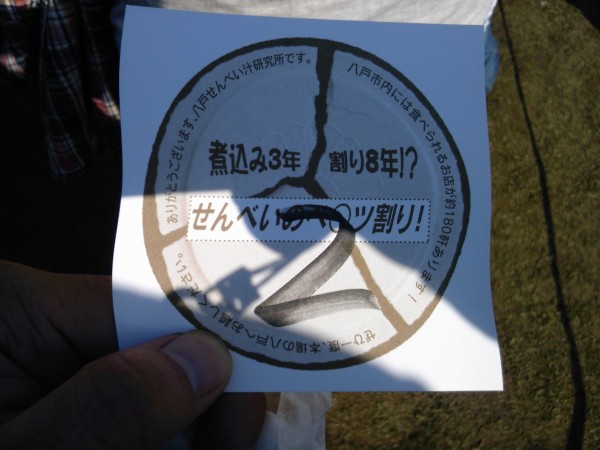 ありがとうございます。八戸せんべい汁研究所です。
八戸市内には食べられるお店が約180軒あります!
煮込み3年 割り8年!?
せんべいのベ○ツ割り!
ぜひ一度、本場の八戸へお越しください。
2